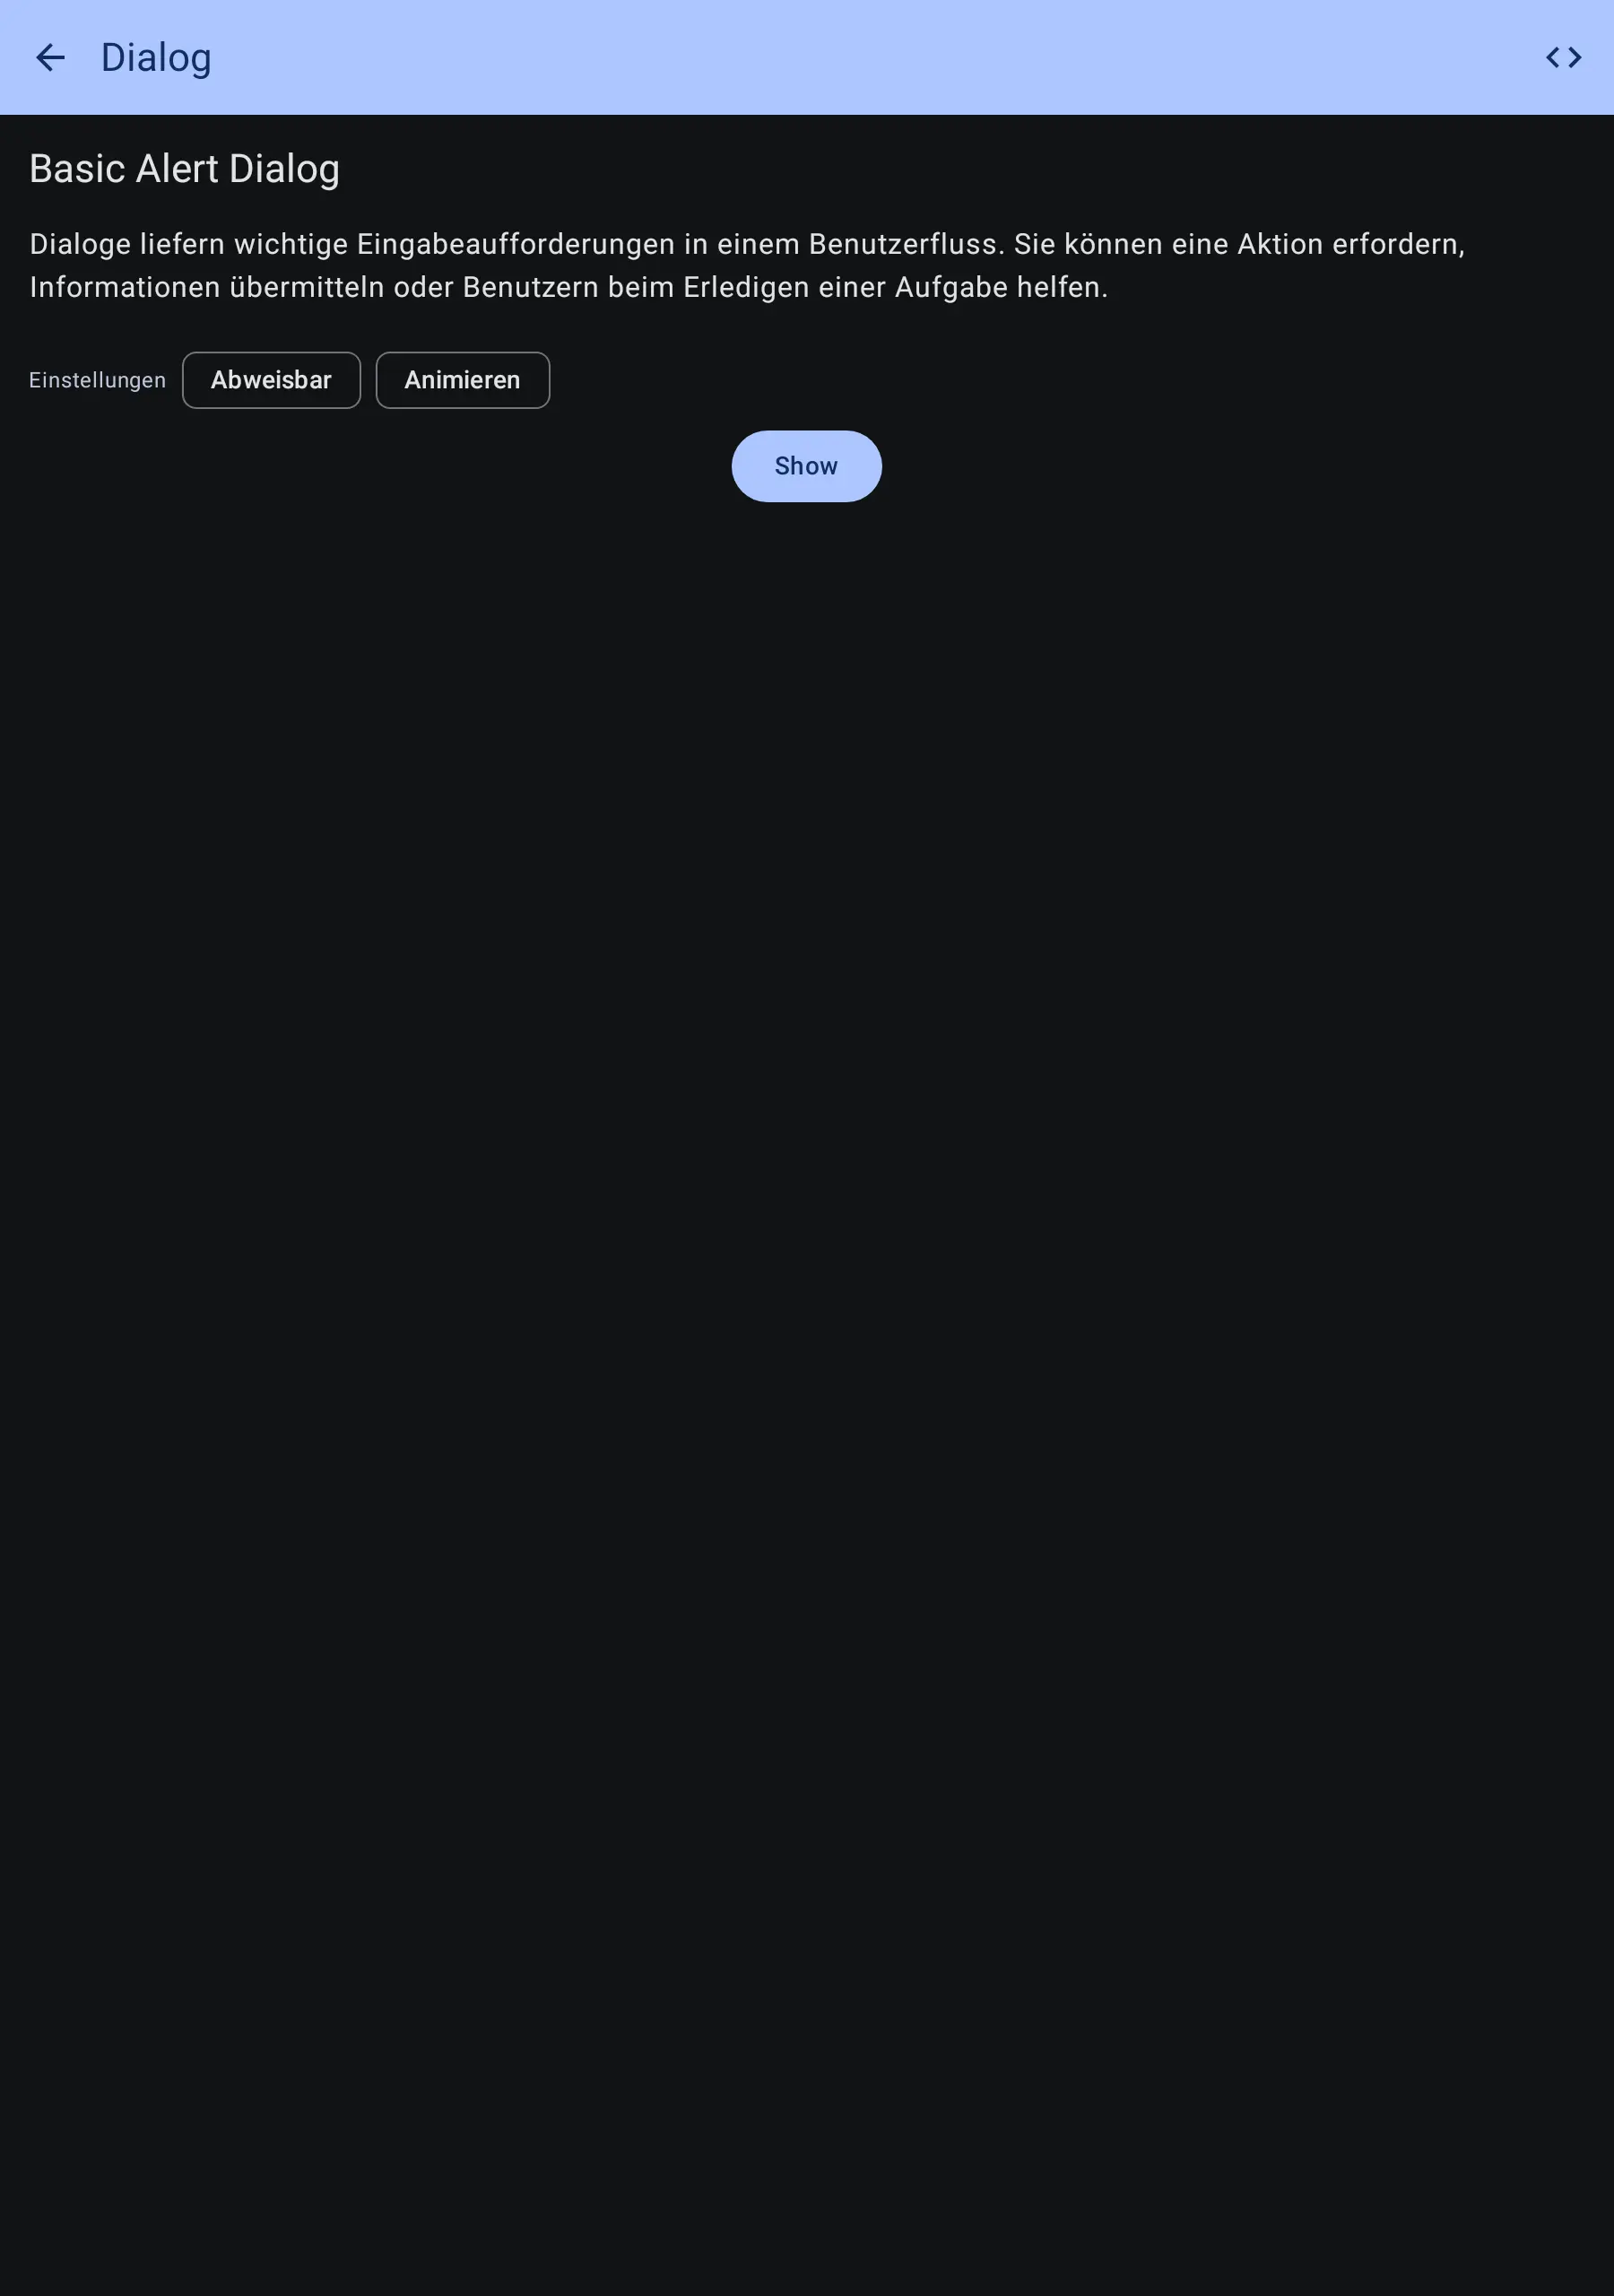 Dialog
Basic Alert Dialog
Dialoge liefern wichtige Eingabeaufforderungen in einem Benutzerfluss. Sie können eine Aktion erfordern,
Informationen übermitteln oder Benutzern beim Erledigen einer Aufgabe helfen.
Einstellungen Abweisbar Animieren
Show